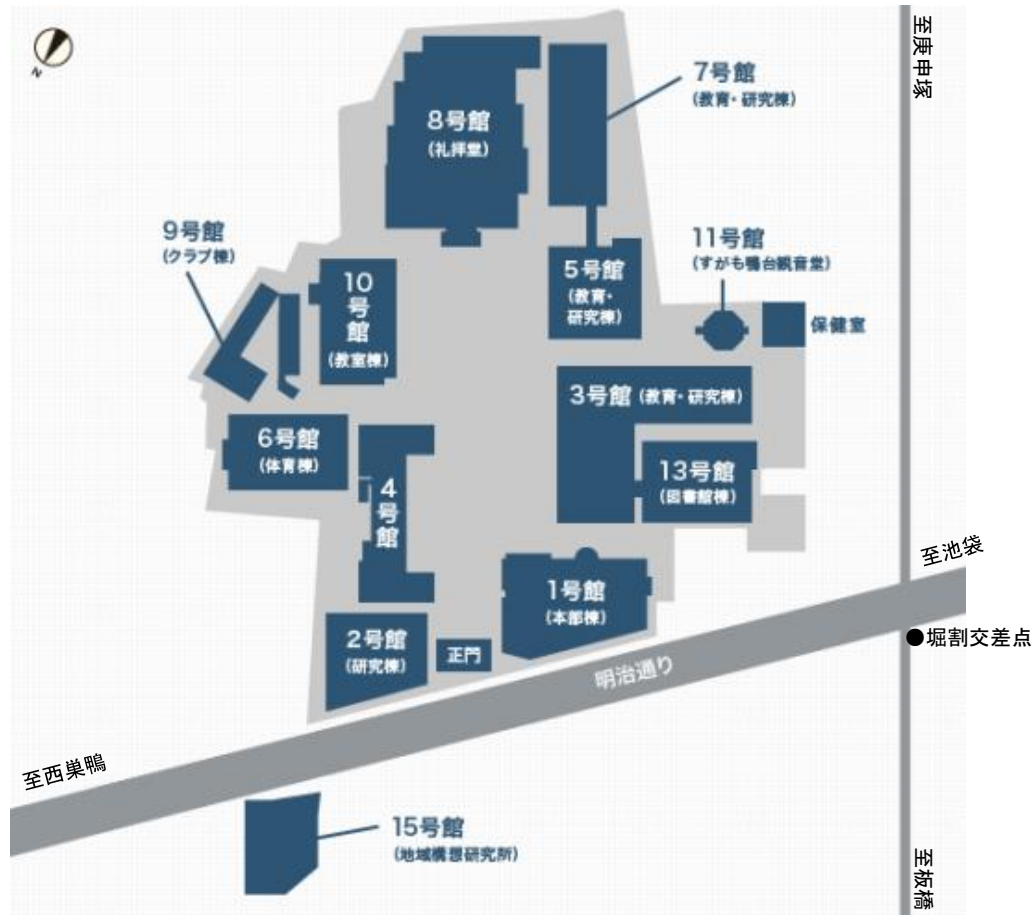 N
至庚申塚
7号館
(教育・研究棟)
8号館
(礼拝堂)
9号館
(クラブ棟)
11号館
(すがも鴨台観音堂)
10号館
(教室棟)
5号館
(教育・
研究棟)
保健室
3号館 (教育・研究棟)
6号館
(体育棟)
4号館
13号館
(図書館棟)
至池袋
1号館
(本部棟)
2号館
(研究棟)
正門
●堀割交差点
明治通り
至西巣鴨
15号館
(地域構想研究所)
至板橋